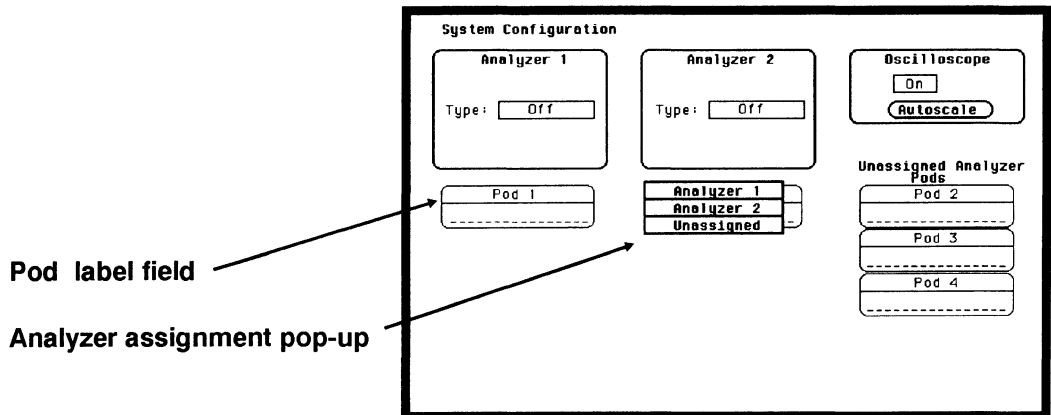 System Configuration
Analyzer 1
Type: Off
Analyzer 2
Type: Off
Oscilloscope
On
Autoscale
Pod 1
Analyzer 1
Analyzer 2
Unassigned
Unassigned Analyzer
Pods
Pod 2
Pod 3
Pod 4
Pod label field
Analyzer assignment pop-up